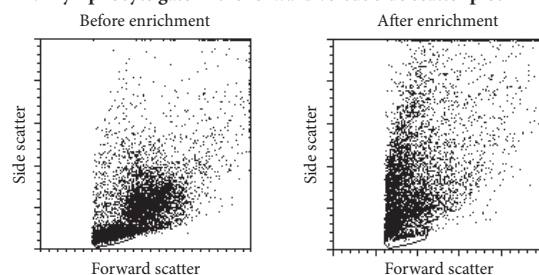 Before enrichment
After enrichment
Side scatter
Side scatter
Forward scatter
Forward scatter